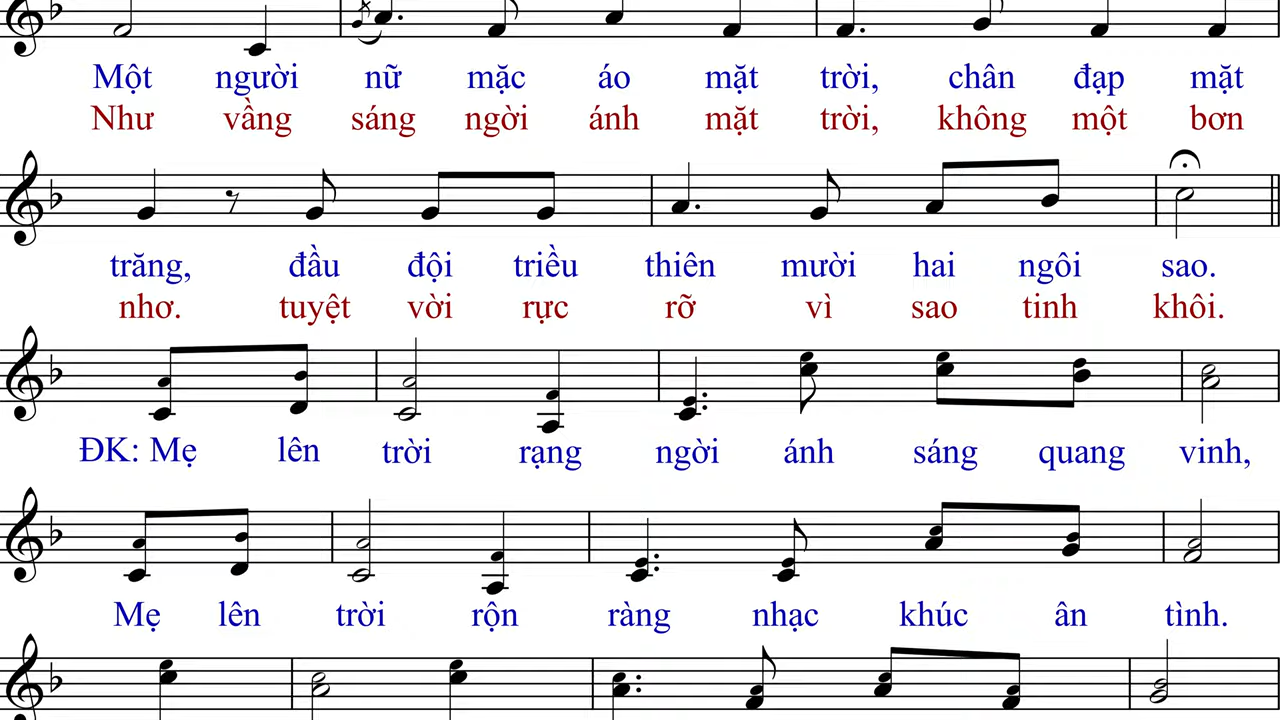 Một người nữ mặc áo mặt trời, chân đạp mặt
Như vầng sáng ngời ánh mặt trời, không một bơn
trăng, đầu đội triều thiên mười hai ngôi sao.
nhơ. tuyệt vời rực rỡ vì sao tinh khôi.
ĐK: Mẹ lên trời rạng ngời ánh sáng quang vinh,
Mẹ lên trời rộn ràng nhạc khúc ân tình.